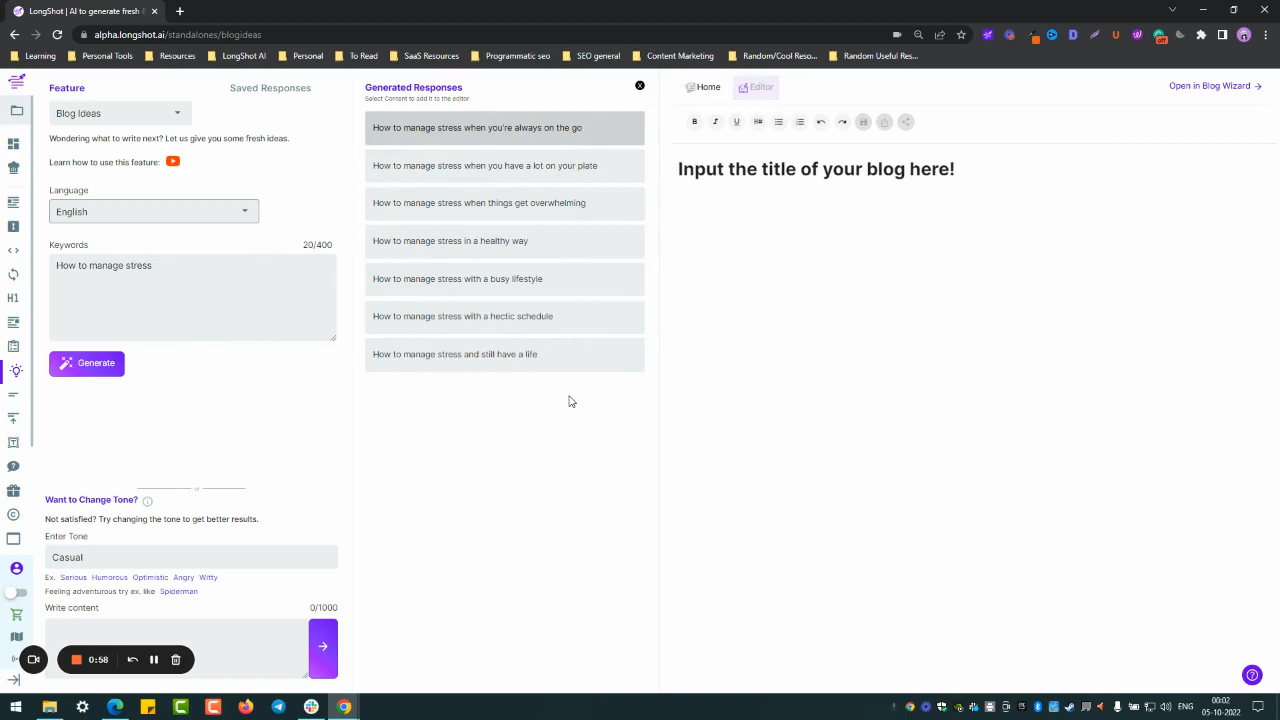 LongShot | AI to generate fresh &
alpha.longshot.ai/standalones/blogideas
Learning
Personal Tools
Resources
LongShot AI
Personal
To Read
SaaS Resources
Programmatic seo
SEO general
Content Marketing
Random/Cool Reso...
Random Useful Res...
Feature
Saved Responses
Blog Ideas
Wondering what to write next? Let us give you some fresh ideas.
Learn how to use this feature:
Language
English
Keywords
20/400
How to manage stress
Generate
or
Want to Change Tone?
Not satisfied? Try changing the tone to get better results.
Enter Tone
Casual
Ex. Serious Humorous Optimistic Angry Witty
Feeling adventurous try ex. like Spiderman
Write content
0/1000
0:58
Generated Responses
X
Select Content to add it to the editor
How to manage stress when you're always on the go
How to manage stress when you have a lot on your plate
How to manage stress when things get overwhelming
How to manage stress in a healthy way
How to manage stress with a busy lifestyle
How to manage stress with a hectic schedule
How to manage stress and still have a life
Home
Editor
Open in Blog Wizard
B I U H#
Input the title of your blog here!
H1
ENG
00:02
05-10-2022